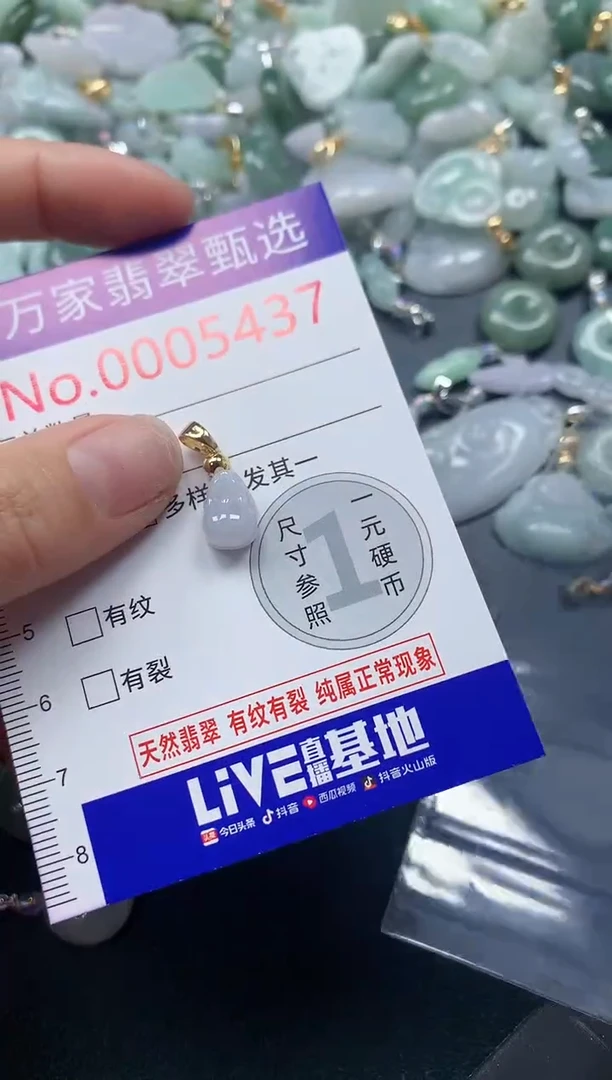 万家翡翠甄选
No.0005437
多样 发其一
尺寸参照
1
一元硬币
5
有纹
6
有裂
天然翡翠 有纹有裂 纯属正常现象
7
LiVE直播基地
8
头条 今日头条 抖音 西瓜视频 抖音火山版